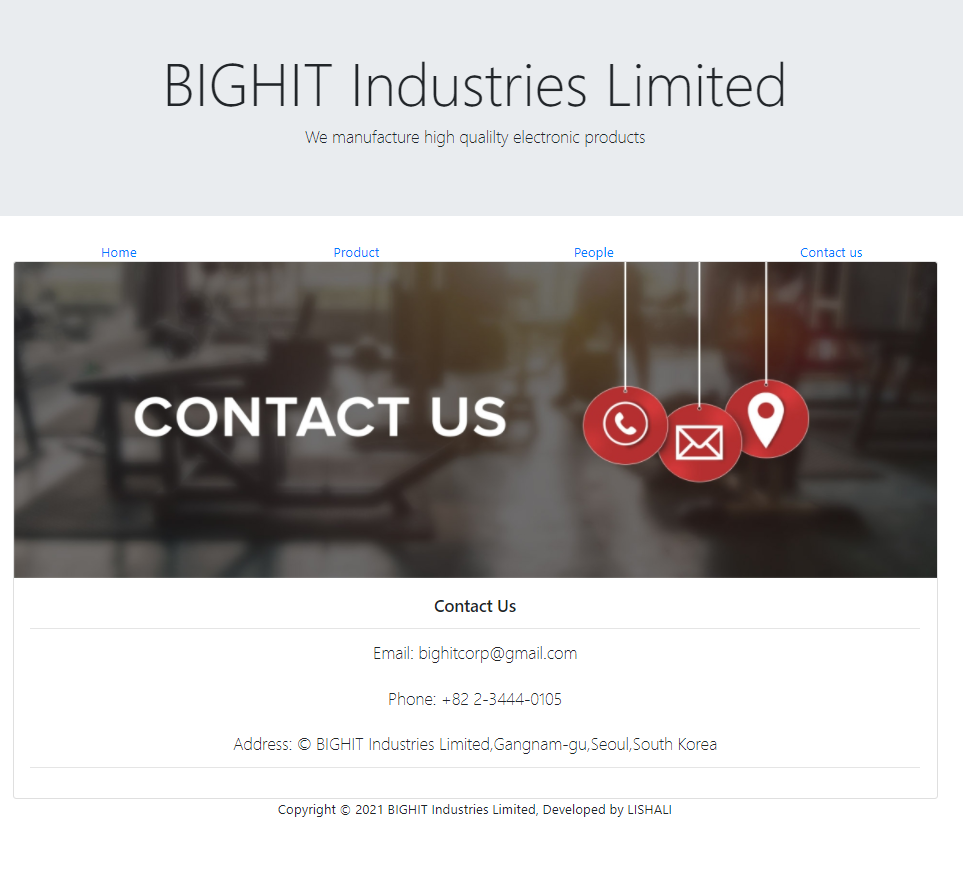 BIGHIT Industries Limited
We manufacture high qualilty electronic products
Home Product People Contact us
CONTACT US
Contact Us
Email: bighitcorp@gmail.com
Phone: +82 2-3444-0105
Address: © BIGHIT Industries Limited,Gangnam-gu,Seoul,South Korea
Copyright © 2021 BIGHIT Industries Limited, Developed by LISHALI